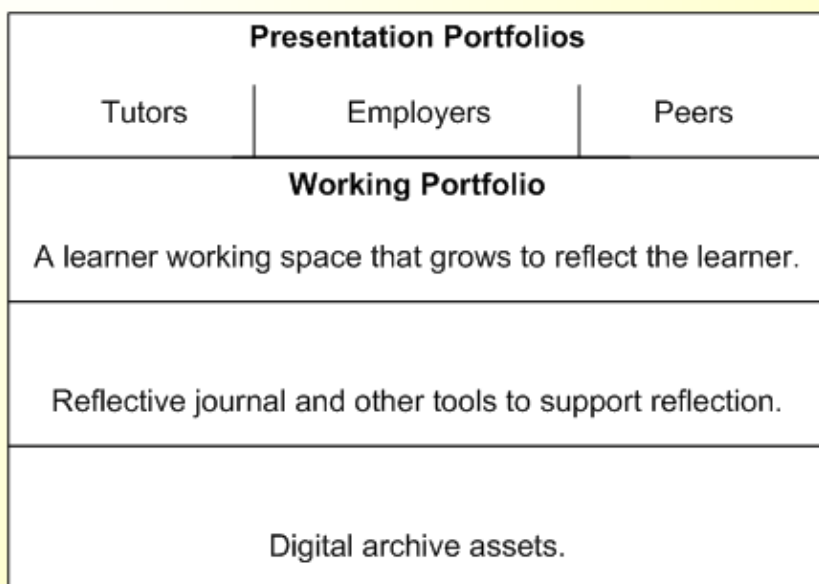 Presentation Portfolios
Tutors Employers Peers
Working Portfolio
A learner working space that grows to reflect the learner.
Reflective journal and other tools to support reflection.
Digital archive assets.